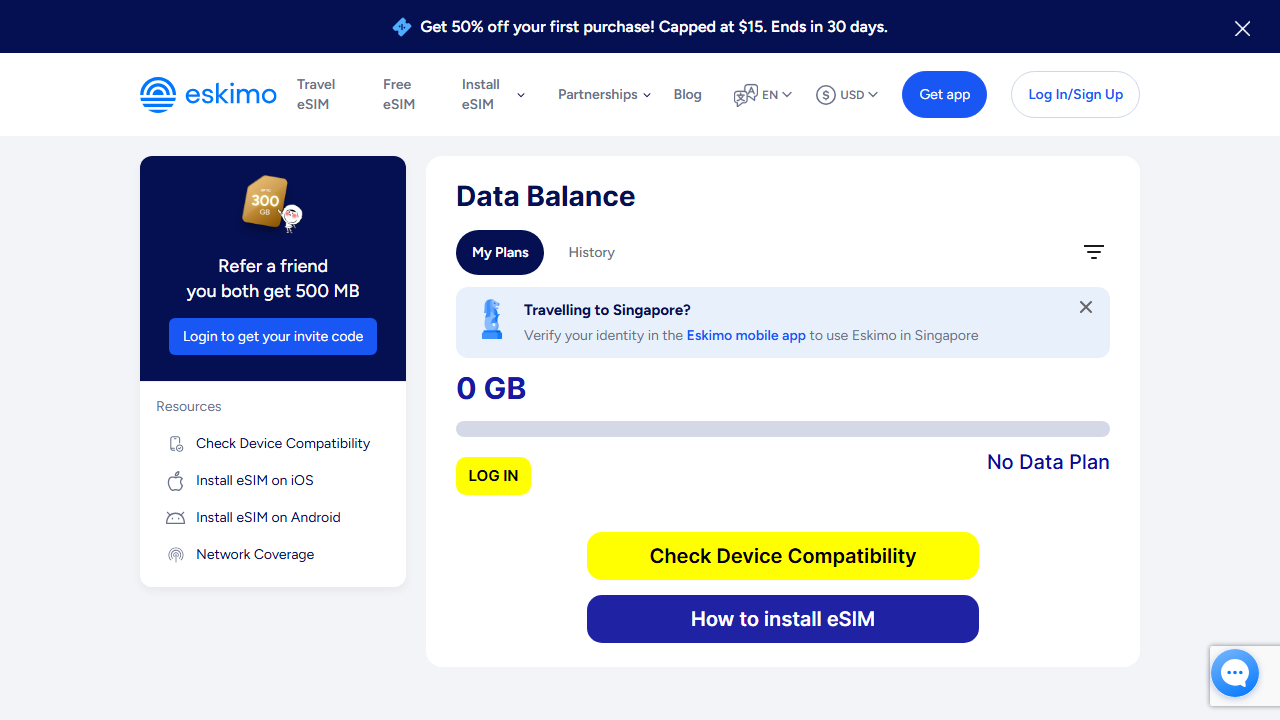 Get 50% off your first purchase! Capped at $15. Ends in 30 days.
eskimo
Travel eSIM
Free eSIM
Install eSIM
Partnerships
Blog
EN
USD
Get app
Log In/Sign Up
300
GB
Refer a friend
you both get 500 MB
Login to get your invite code
Resources
Check Device Compatibility
Install eSIM on iOS
Install eSIM on Android
Network Coverage
Data Balance
My Plans
History
Travelling to Singapore?
Verify your identity in the Eskimo mobile app to use Eskimo in Singapore
0 GB
No Data Plan
LOG IN
Check Device Compatibility
How to install eSIM